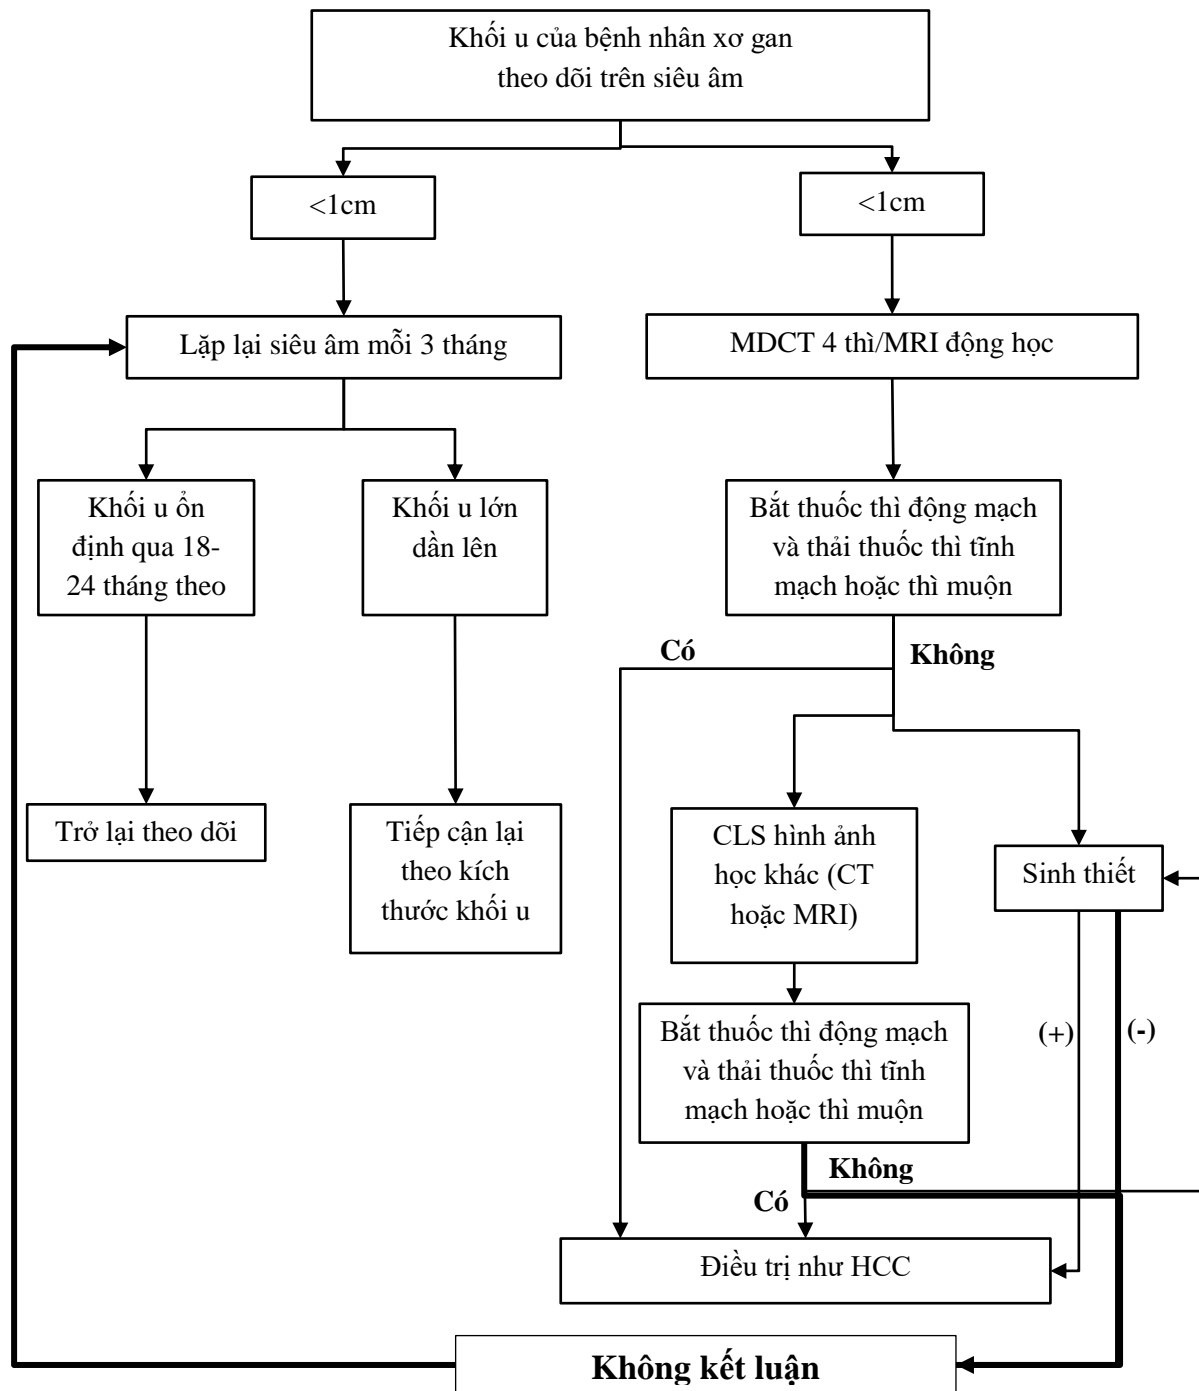 Khối u của bệnh nhân xơ gan
theo dõi trên siêu âm
<1cm
<1cm
Lặp lại siêu âm mỗi 3 tháng
MDCT 4 thì/MRI động học
Khối u ổn
định qua 18-
24 tháng theo
Khối u lớn
dần lên
Bắt thuốc thì động mạch
và thải thuốc thì tĩnh
mạch hoặc thì muộn
Có
Không
Trở lại theo dõi
Tiếp cận lại
theo kích
thước khối u
CLS hình ảnh
học khác (CT
hoặc MRI)
Sinh thiết
Bắt thuốc thì động mạch
và thải thuốc thì tĩnh
mạch hoặc thì muộn
(+)
(-)
Không
Có
Điều trị như HCC
Không kết luận